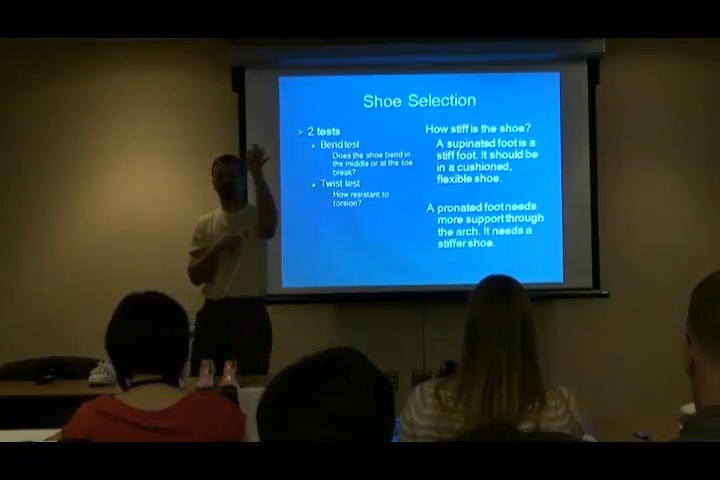 Shoe Selection
2 tests
Bend test
Does the shoe bend in
the middle or at the toe
break?
Twist test
How resistant to
torsion?
How stiff is the shoe?
A supinated foot is a
stiff foot. It should be
in a cushioned,
flexible shoe.
A pronated foot needs
more support through
the arch. It needs a
stiffer shoe.